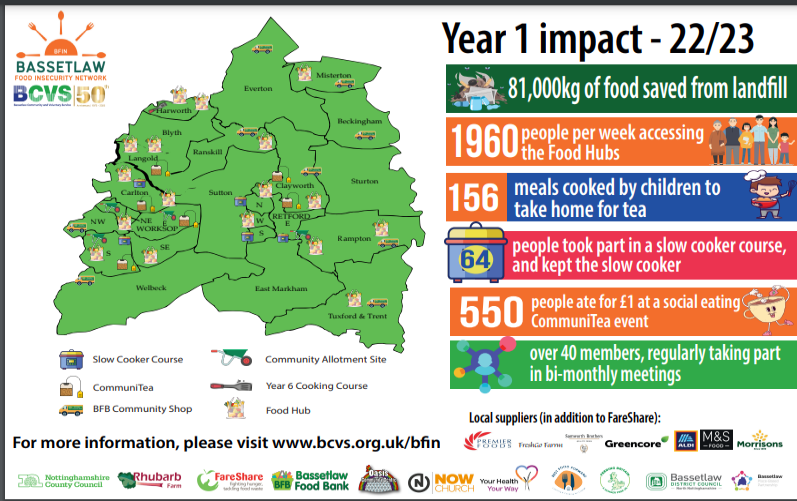 BFIN
BASSETLAW
FOOD INSECURITY NETWORK
BCVS 50
Year 1 impact - 22/23
81,000kg of food saved from landfill
1960 people per week accessing
the Food Hubs
156 meals cooked by children to
take home for tea
64 people took part in a slow cooker course,
and kept the slow cooker
550 people ate for £1 at a social eating
CommuniTea event
over 40 members, regularly taking part
in bi-monthly meetings
Everton
Misterton
Harworth
Beckingham
Blyth
Ranskill
Langold
Carlton
Sutton
Clayworth
Sturton
N
RETFORD
W
E
S
NW
NE
WORKSOP
E
S
SE
Rampton
Welbeck
East Markham
Tuxford & Trent
Slow Cooker Course
Community Allotment Site
CommuniTea
Year 6 Cooking Course
BFB Community Shop
Food Hub
Local suppliers (in addition to FareShare):
PREMIER
FOODS
Greencore
ALDI
M&S
FOOD
Morrisons
For more information, please visit www.bcvs.org.uk/bfin
Nottinghamshire
County Council
Rhubarb
Farm
FareShare
BFB
Bassetlaw
Food Bank
Oasis
NOW
CHURCH
Your Health
Your Way
Bassetlaw
DISTRICT COUNCIL
Bassetlaw